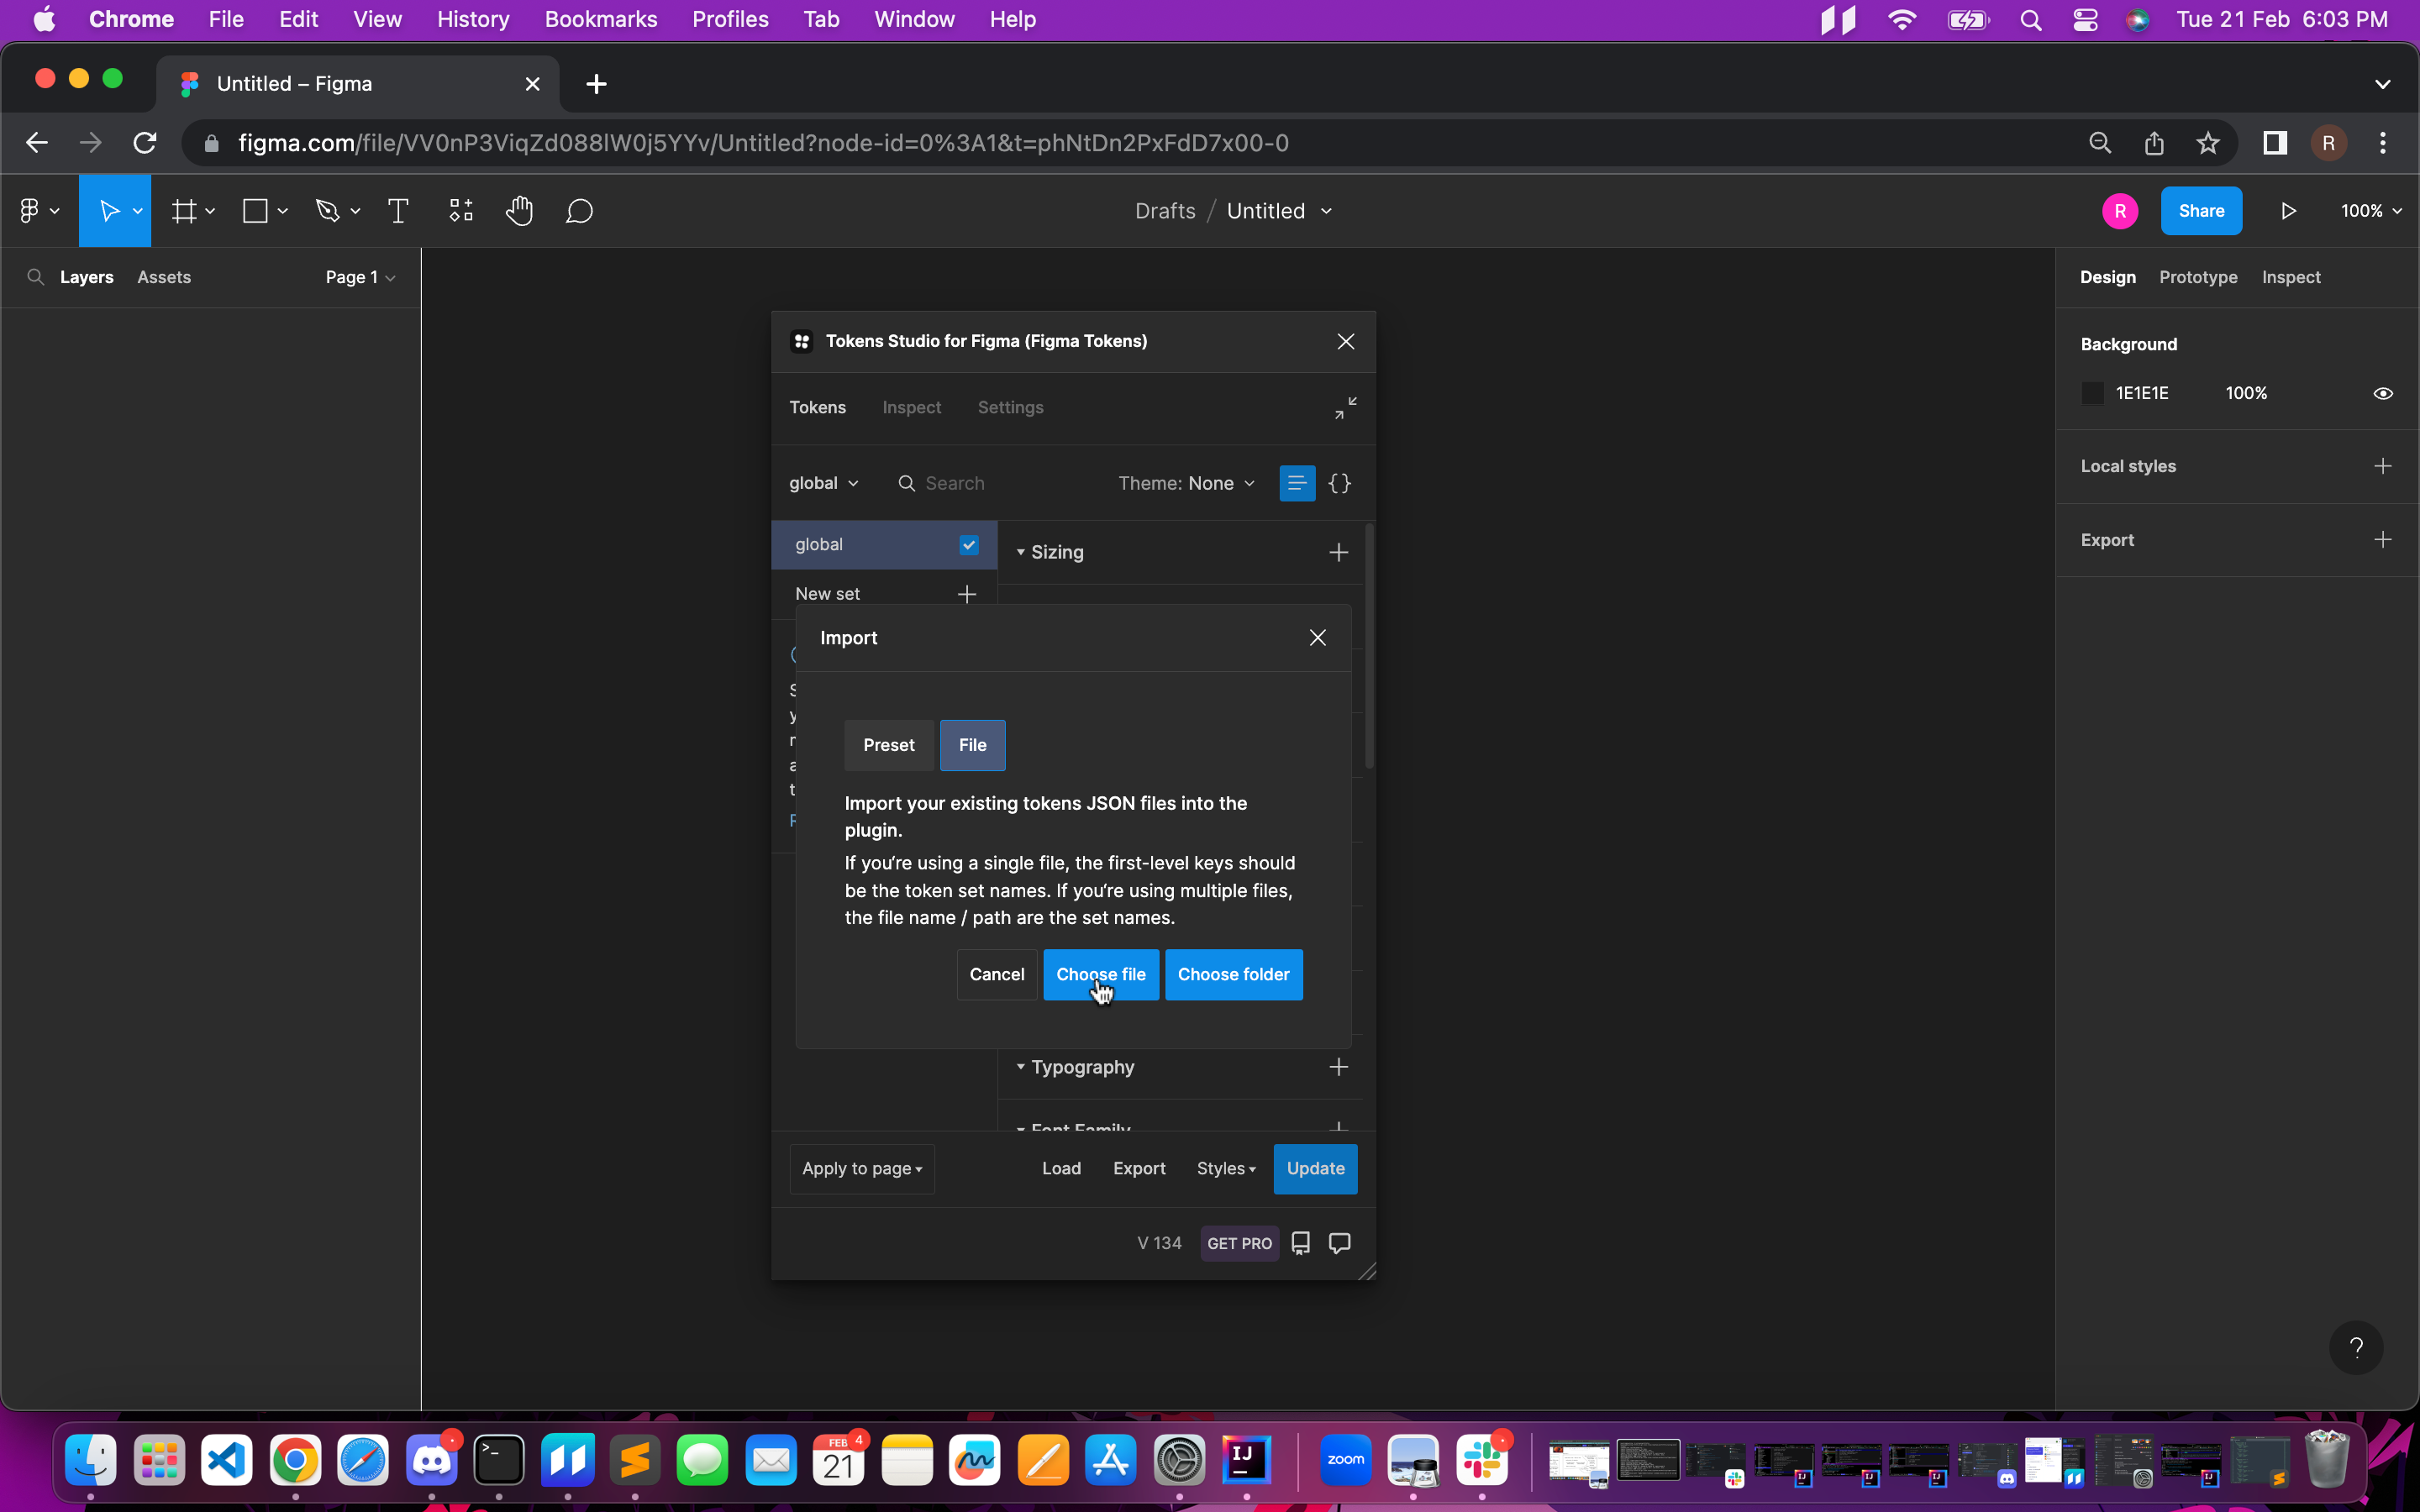 Chrome File Edit View History Bookmarks Profiles Tab Window Help Tue 21 Feb 6:03 PM
Untitled – Figma
figma.com/file/VV0nP3ViqZd088lW0j5YYv/Untitled?node-id=0%3A1&t=phNtDn2PxFdD7x00-0 R
Drafts / Untitled R Share 100%
Layers Assets Page 1 Design Prototype Inspect
Background
1E1E1E 100%
Local styles
Export
Tokens Studio for Figma (Figma Tokens)
Tokens Inspect Settings
global Search Theme: None {}
global Sizing
New set
Import
Preset File
Import your existing tokens JSON files into the
plugin.
If you're using a single file, the first-level keys should
be the token set names. If you're using multiple files,
the file name / path are the set names.
Cancel Choose file Choose folder
Typography
Font Family
Apply to page Load Export Styles Update
V 134 GET PRO
?
FEB 4
21 IJ zoom